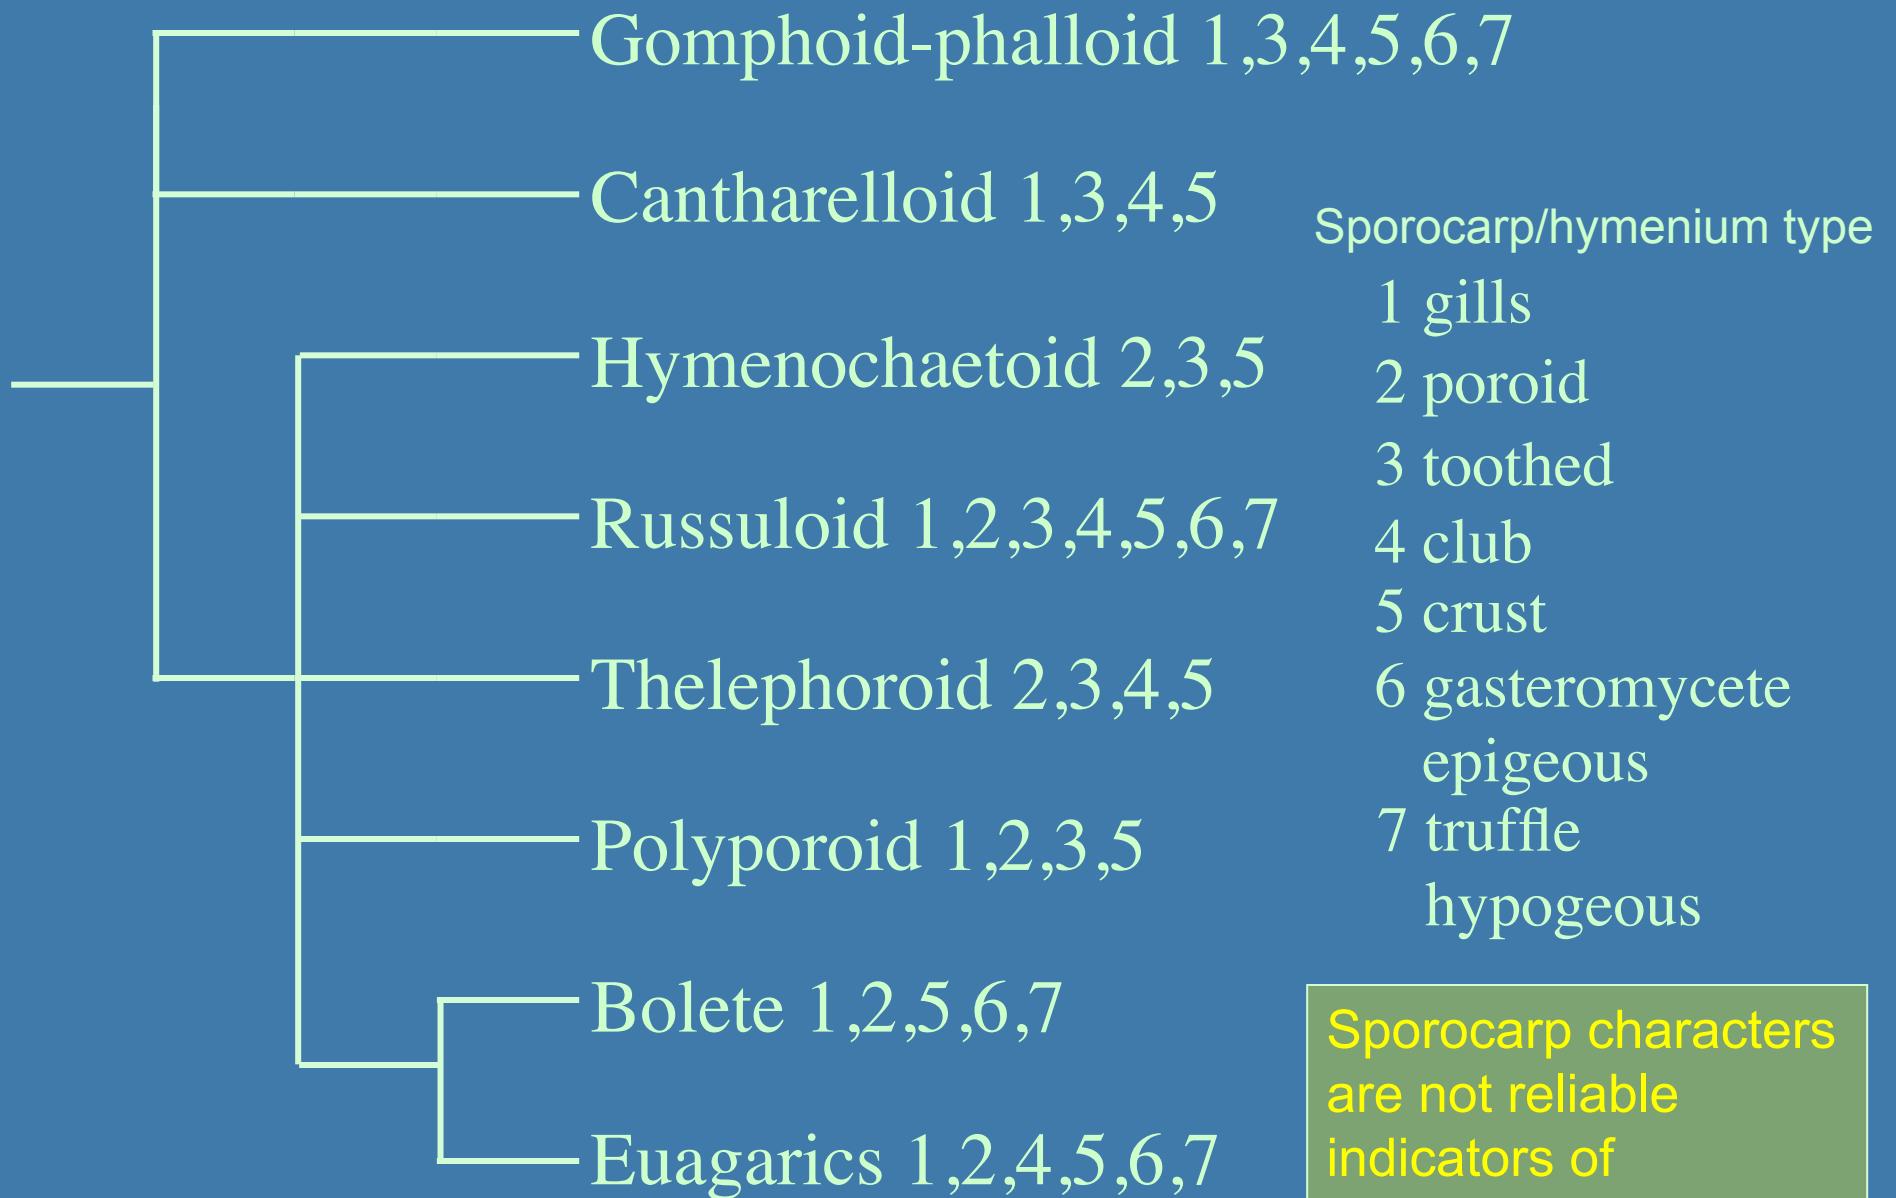 Gomphoid-phalloid 1,3,4,5,6,7
Cantharelloid 1,3,4,5
Hymenochaetoid 2,3,5
Russuloid 1,2,3,4,5,6,7
Thelephoroid 2,3,4,5
Polyporoid 1,2,3,5
Bolete 1,2,5,6,7
Euagarics 1,2,4,5,6,7
Sporocarp/hymenium type
1 gills
2 poroid
3 toothed
4 club
5 crust
6 gasteromycete
epigeous
7 truffle
hypogeous
Sporocarp characters
are not reliable
indicators of